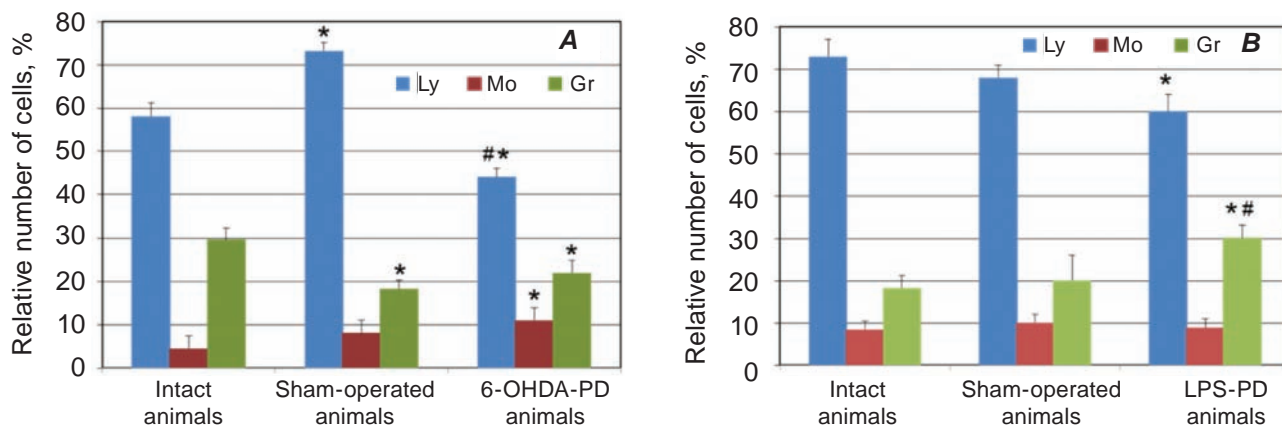 Relative number of cells, %
80
70
60
50
40
30
20
10
0
A
Ly Mo Gr
*
#*
*
*
*
Intact animals
Sham-operated animals
6-OHDA-PD animals
Relative number of cells, %
80
70
60
50
40
30
20
10
0
Ly Mo Gr B
*
*#
Intact animals
Sham-operated animals
LPS-PD animals